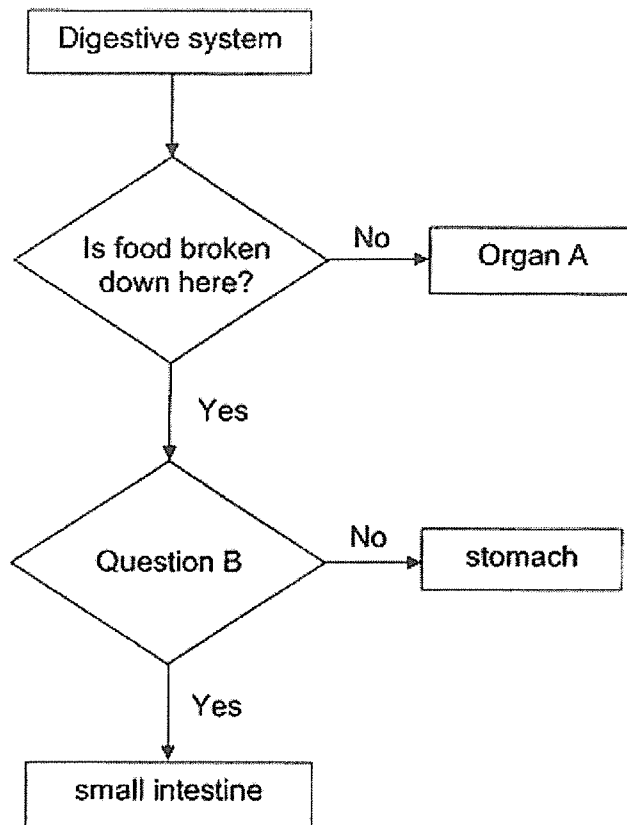 Digestive system
Is food broken
down here?
No
Organ A
Yes
Question B
No
stomach
Yes
small intestine